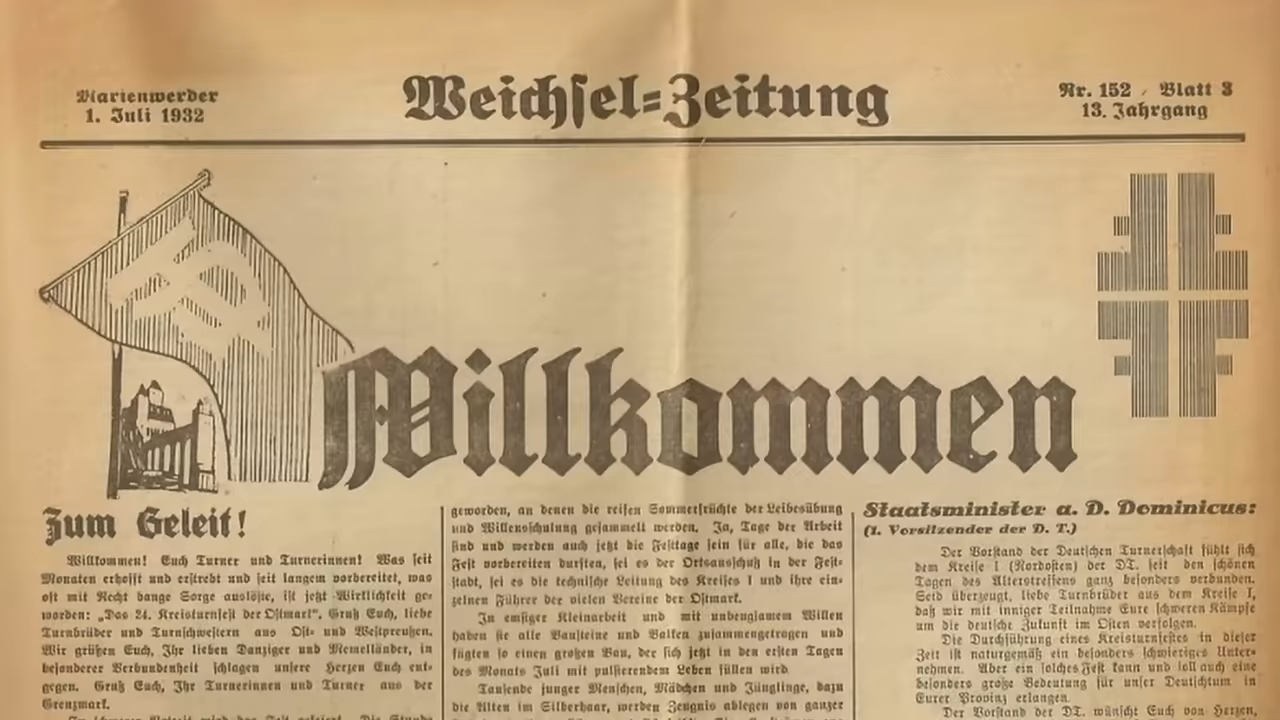 Marienwerder
1. Juli 1932
Weichsel=Zeitung
Nr. 152 / Blatt 3
13. Jahrgang
Willkommen
Zum Geleit!
Willkommen! Euch Turner und Turnerinnen! Was seit
Monaten erhofft und erstrebt und seit langem vorbereitet, was
oft mit Recht bange Sorge auslöste, ist jetzt Wirklichkeit ge=
worden: „Das 24. Kreisturnfest der Ostmark“. Gruß Euch, liebe
Turnbrüder und Turnschwestern aus Ost= und Westpreußen.
Wir grüßen Euch, Ihr lieben Danziger und Memelländer, in
besonderer Verbundenheit schlagen unsere Herzen Euch ent=
gegen. Gruß Euch, Ihr Turnerinnen und Turner aus der
Grenzmark.
geworden, an denen die reifen Sommerfrüchte der Leibesübung
und Willensschulung gesammelt werden. Ja, Tage der Arbeit
sind und werden auch jetzt die Festtage sein für alle, die das
Fest vorbereiten durften, sei es der Ortsausschuß in der Fest=
stadt, sei es die technische Leitung des Kreises I und ihre ein=
zelnen Führer der vielen Vereine der Ostmark.
In emsiger Kleinarbeit und mit unbeugsamem Willen
haben sie alle Bausteine und Balken zusammengetragen und
fügten so einen großen Bau, der sich jetzt in den ersten Tagen
des Monats Juli mit pulsierendem Leben füllen wird.
Tausende junger Menschen, Mädchen und Jünglinge, dazu
die Alten im Silberhaar, werden Zeugnis ablegen von ganzer
Staatsminister a. D. Dominicus:
(1. Vorsitzender der D. T.)
Der Vorstand der Deutschen Turnerschaft fühlt sich
dem Kreise I (Nordosten) der DT. seit den schönen
Tagen des Alterstreffens ganz besonders verbunden.
Seid überzeugt, liebe Turnbrüder aus dem Kreise I,
daß wir mit inniger Teilnahme Eure schweren Kämpfe
um die deutsche Zukunft im Osten verfolgen.
Die Durchführung eines Kreisturnfestes in dieser
Zeit ist naturgemäß ein besonders schwieriges Unter=
nehmen. Aber ein solches Fest kann und soll auch eine
besonders große Bedeutung für unser Deutschtum in
Eurer Provinz erlangen.
Der Vorstand der DT. wünscht Euch von Herzen,